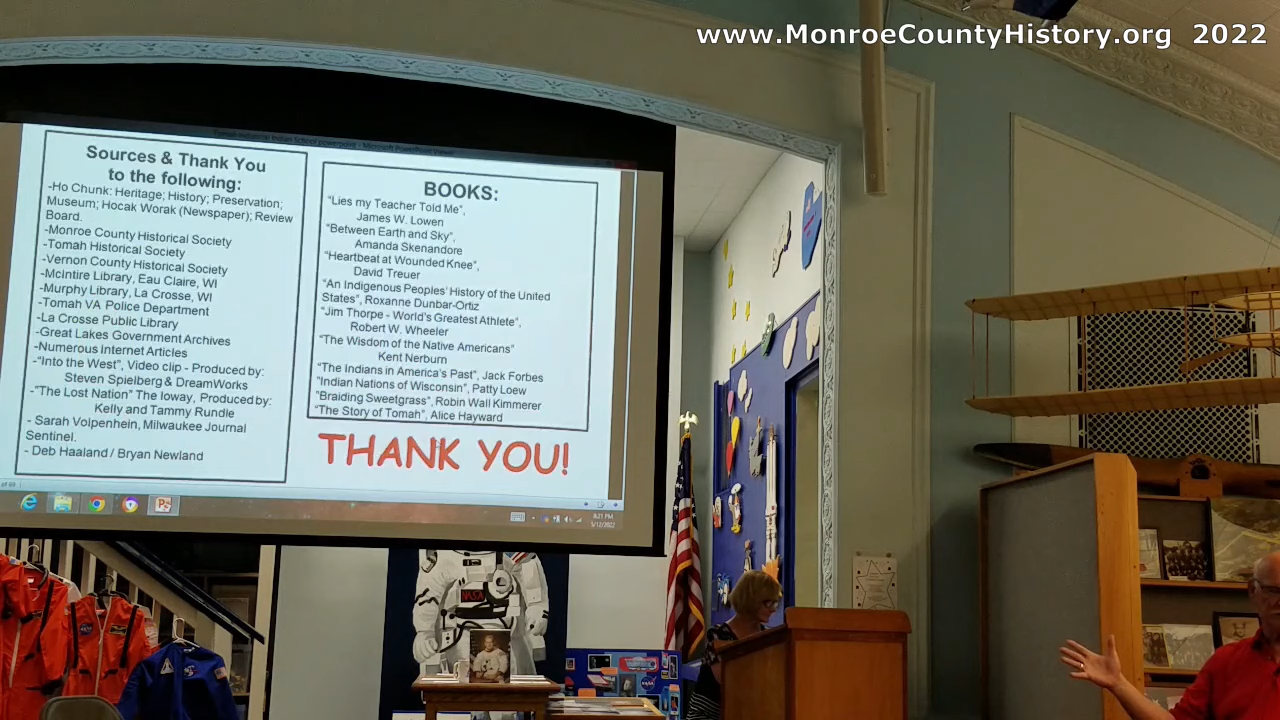 www.MonroeCountyHistory.org 2022
Sources & Thank You
to the following:
-Ho Chunk: Heritage; History; Preservation;
Museum; Hocak Worak (Newspaper); Review
Board.
-Monroe County Historical Society
-Tomah Historical Society
-Vernon County Historical Society
-McIntire Library, Eau Claire, WI
-Murphy Library, La Crosse, WI
-Tomah VA Police Department
-La Crosse Public Library
-Great Lakes Government Archives
-Numerous Internet Articles
-"Into the West", Video clip - Produced by:
Steven Spielberg & DreamWorks
-"The Lost Nation" The Ioway, Produced by:
Kelly and Tammy Rundle
- Sarah Volpenhein, Milwaukee Journal
Sentinel.
- Deb Haaland / Bryan Newland
BOOKS:
"Lies my Teacher Told Me",
James W. Lowen
"Between Earth and Sky",
Amanda Skenandore
"Heartbeat at Wounded Knee",
David Treuer
"An Indigenous Peoples' History of the United
States", Roxanne Dunbar-Ortiz
"Jim Thorpe - World's Greatest Athlete",
Robert W. Wheeler
"The Wisdom of the Native Americans"
Kent Nerburn
"The Indians in America's Past", Jack Forbes
"Indian Nations of Wisconsin", Patty Loew
"Braiding Sweetgrass", Robin Wall Kimmerer
"The Story of Tomah", Alice Hayward
THANK YOU!
8:21 PM
5/12/2022
NASA